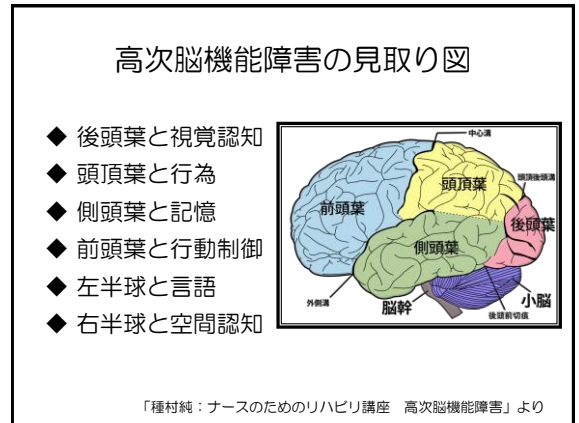 高次脳機能障害の見取り図
◆ 後頭葉と視覚認知
◆ 頭頂葉と行為
◆ 側頭葉と記憶
◆ 前頭葉と行動制御
◆ 左半球と言語
◆ 右半球と空間認知
中心溝
頭頂葉
頭頂後頭溝
前頭葉
後頭葉
側頭葉
外側溝
脳幹
小脳
後頭前切痕
「種村純：ナースのためのリハビリ講座　高次脳機能障害」より